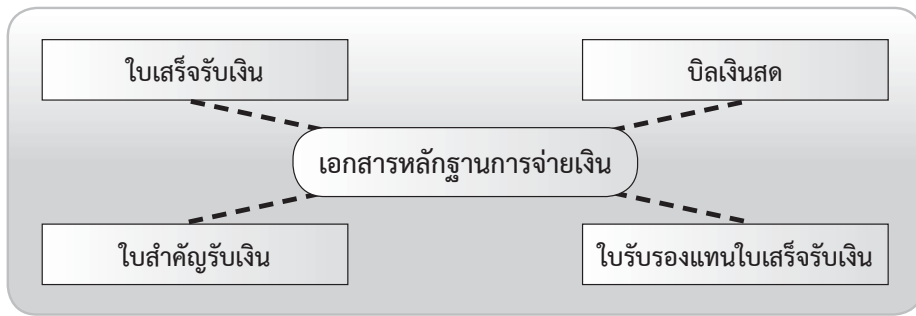 ใบเสร็จรับเงิน
บิลเงินสด
เอกสารหลักฐานการจ่ายเงิน
ใบสำคัญรับเงิน
ใบรับรองแทนใบเสร็จรับเงิน